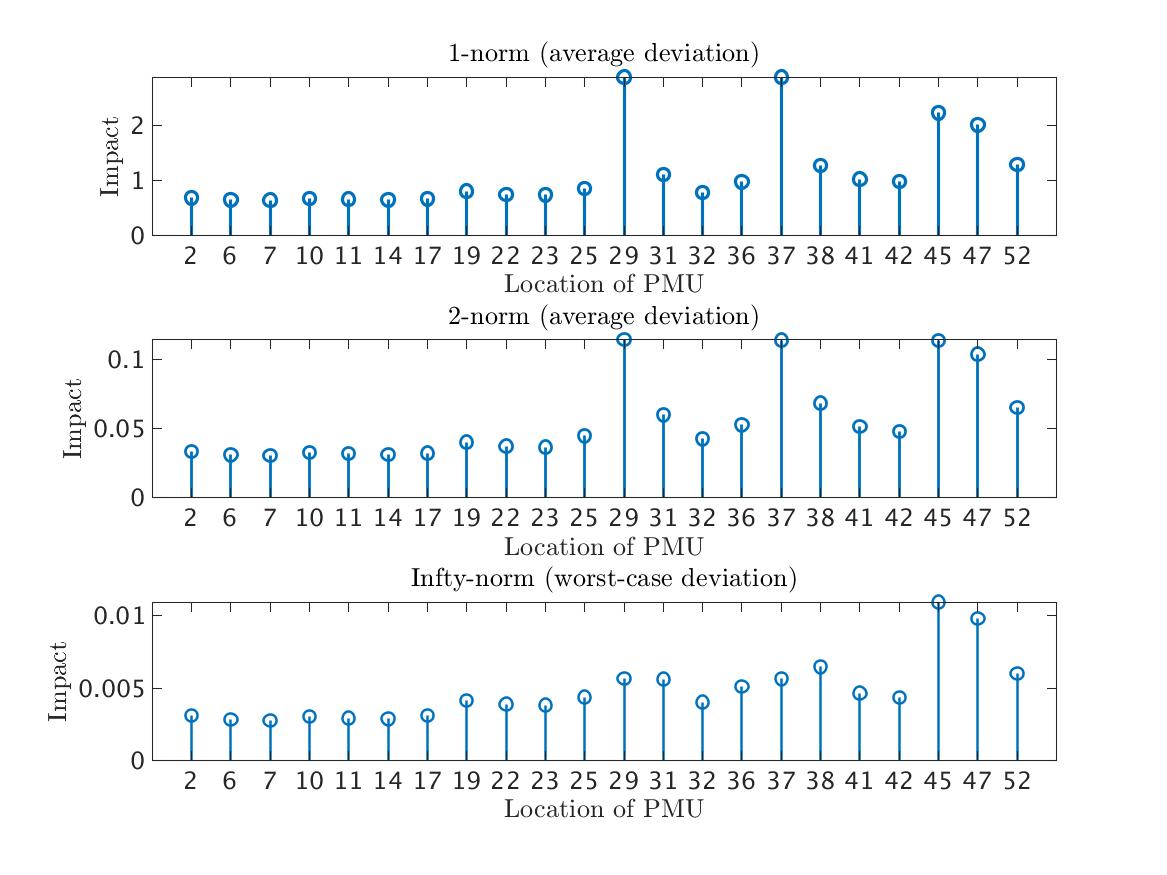 1-norm (average deviation)
Impact
2
1
0
2 6 7 10 11 14 17 19 22 23 25 29 31 32 36 37 38 41 42 45 47 52
Location of PMU
2-norm (average deviation)
Impact
0.1
0.05
0
2 6 7 10 11 14 17 19 22 23 25 29 31 32 36 37 38 41 42 45 47 52
Location of PMU
Infty-norm (worst-case deviation)
Impact
0.01
0.005
0
2 6 7 10 11 14 17 19 22 23 25 29 31 32 36 37 38 41 42 45 47 52
Location of PMU